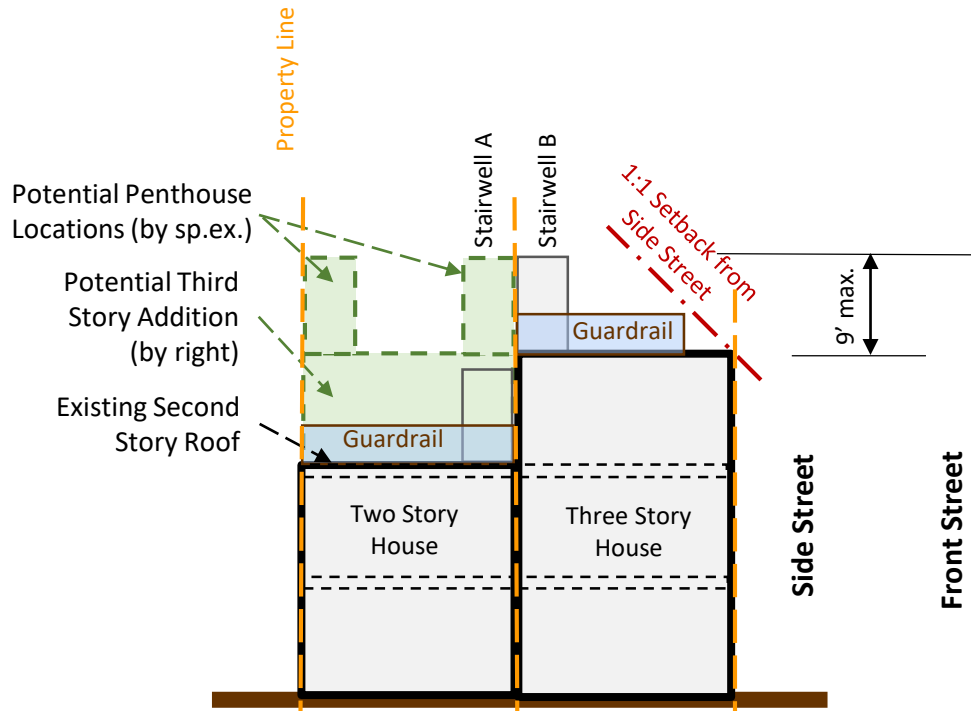 Property Line
Stairwell A
Stairwell B
Potential Penthouse
Locations (by sp.ex.)
1:1 Setback from
Side Street
Potential Third
Story Addition
(by right)
Guardrail
9’ max.
Existing Second
Story Roof
Guardrail
Two Story
House
Three Story
House
Side Street
Front Street